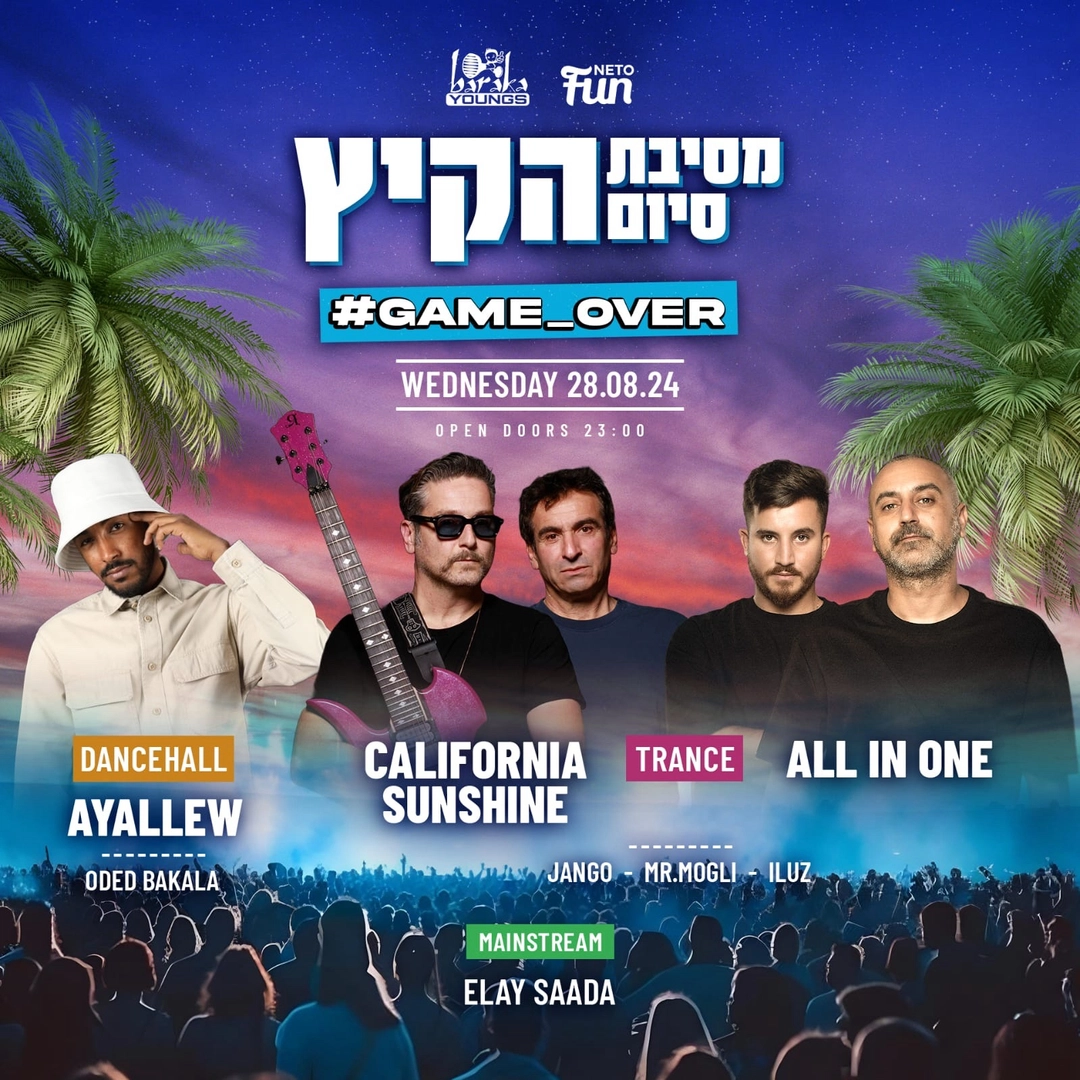 baraka
YOUNGS
NETO
Fun
מסיבת
סיום
הקיץ
#GAME_OVER
WEDNESDAY 28.08.24
OPEN DOORS 23:00
DANCEHALL
AYALLEW
ODED BAKALA
CALIFORNIA
SUNSHINE
TRANCE
ALL IN ONE
JANGO - MR.MOGLI - ILUZ
MAINSTREAM
ELAY SAADA